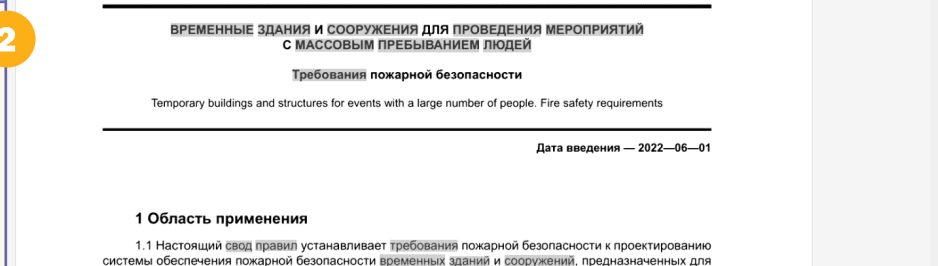 2
ВРЕМЕННЫЕ ЗДАНИЯ И СООРУЖЕНИЯ ДЛЯ ПРОВЕДЕНИЯ МЕРОПРИЯТИЙ
С МАССОВЫМ ПРЕБЫВАНИЕМ ЛЮДЕЙ
Требования пожарной безопасности
Temporary buildings and structures for events with a large number of people. Fire safety requirements
Дата введения — 2022—06—01
1 Область применения
1.1 Настоящий свод правил устанавливает требования пожарной безопасности к проектированию
системы обеспечения пожарной безопасности временных зданий и сооружений, предназначенных для